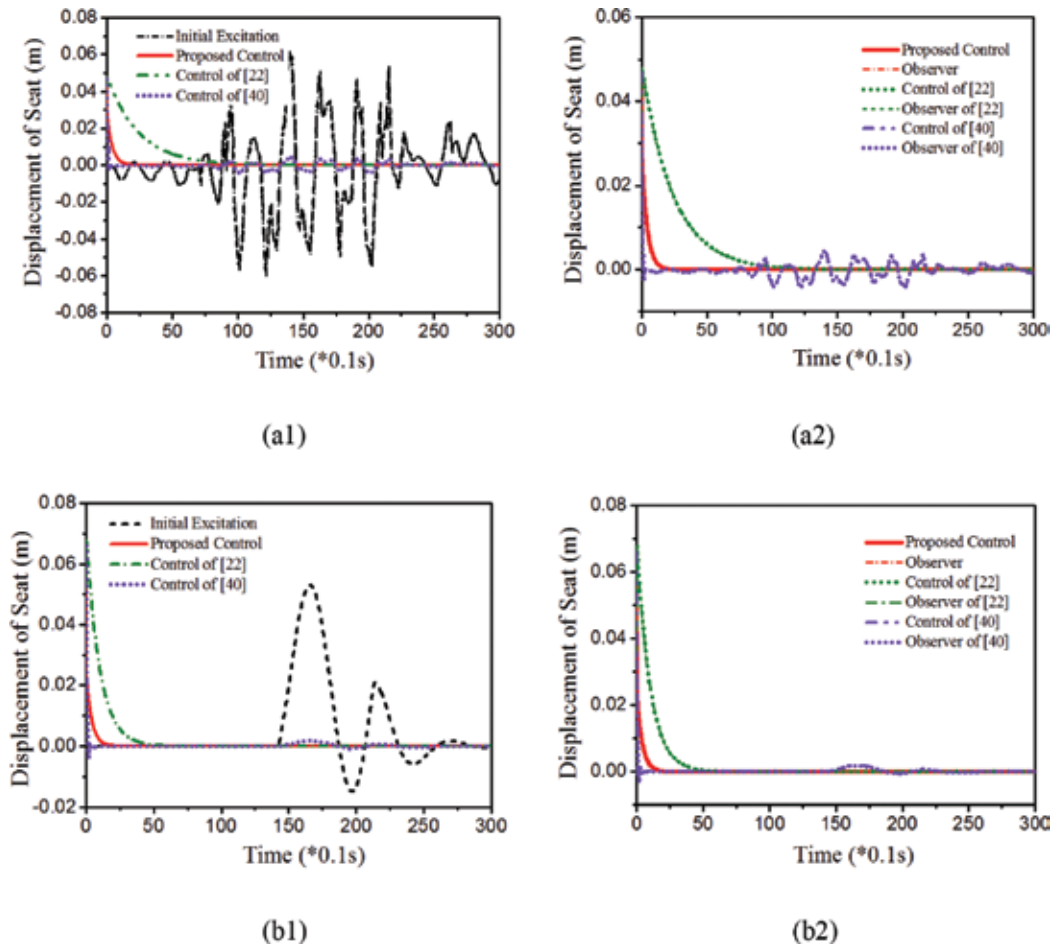 Displacement of Seat (m)
0.08
0.06
0.04
0.02
0.00
-0.02
-0.04
-0.06
-0.08
Initial Excitation
Proposed Control
Control of [22]
Control of [40]
0 50 100 150 200 250 300
Time (*0.1s)
(a1)
Displacement of Seat (m)
0.06
0.04
0.02
0.00
Proposed Control
Observer
Control of [22]
Observer of [22]
Control of [40]
Observer of [40]
0 50 100 150 200 250 300
Time (*0.1s)
(a2)
Displacement of Seat (m)
0.08
0.06
0.04
0.02
0.00
-0.02
Initial Excitation
Proposed Control
Control of [22]
Control of [40]
0 50 100 150 200 250 300
Time (*0.1s)
(b1)
Displacement of Seat (m)
0.08
0.06
0.04
0.02
0.00
Proposed Control
Observer
Control of [22]
Observer of [22]
Control of [40]
Observer of [40]
0 50 100 150 200 250 300
Time (*0.1s)
(b2)